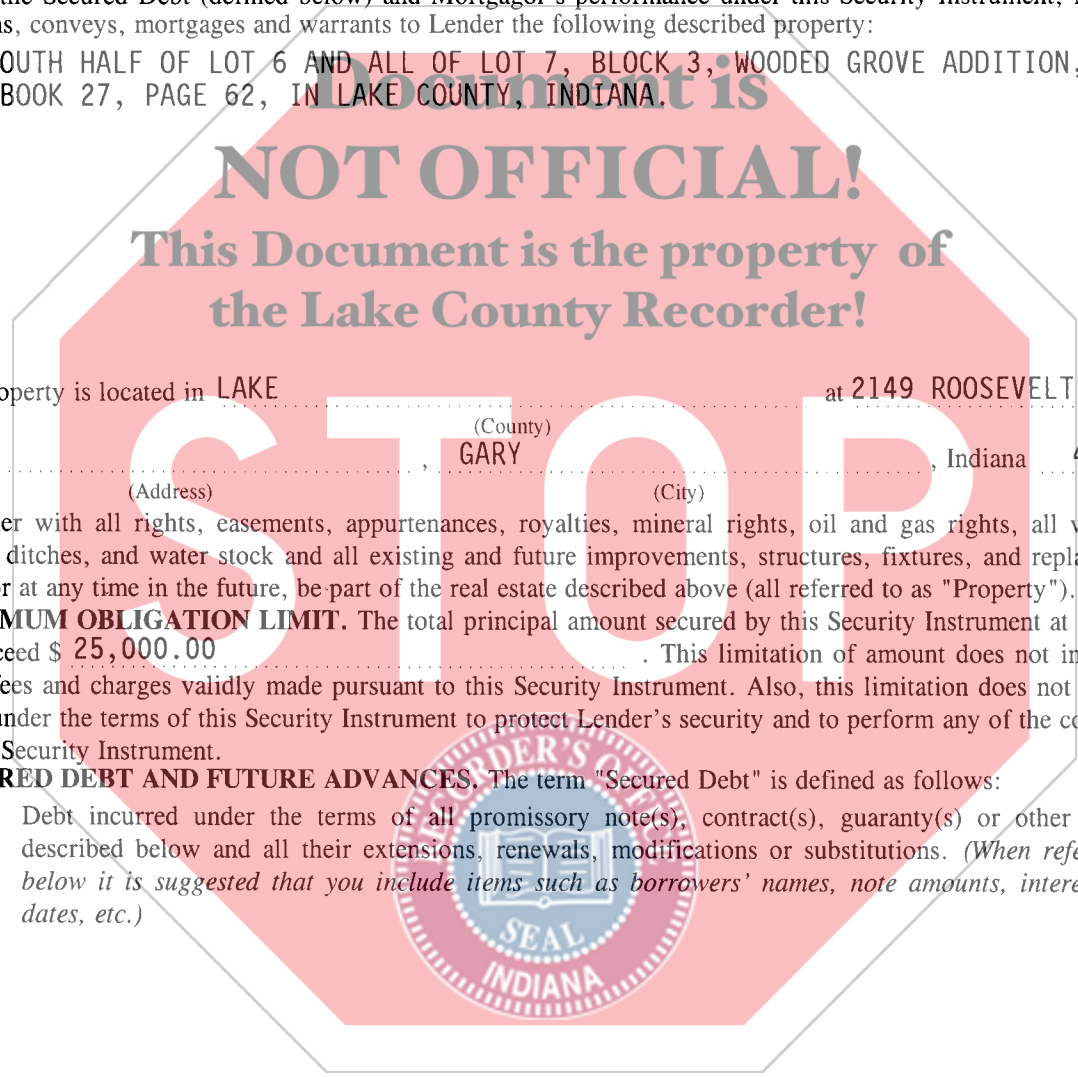 the Secured Debt (defined below) and Mortgagor's performance under this Security Instrument,
conveys, mortgages and warrants to Lender the following described property:
OUTH HALF OF LOT 6 AND ALL OF LOT 7, BLOCK 3, WOODED GROVE ADDITION,
BOOK 27, PAGE 62, IN LAKE COUNTY, INDIANA.
Document is
NOT OFFICIAL!
This Document is the property of
the Lake County Recorder!
operty is located in LAKE at 2149 ROOSEVELT
(County)
, GARY , Indiana
(Address) (City)
er with all rights, easements, appurtenances, royalties, mineral rights, oil and gas rights, all
ditches, and water stock and all existing and future improvements, structures, fixtures, and repla
or at any time in the future, be part of the real estate described above (all referred to as "Property").
MUM OBLIGATION LIMIT. The total principal amount secured by this Security Instrument at
ceed $ 25,000.00 . This limitation of amount does not in
ees and charges validly made pursuant to this Security Instrument. Also, this limitation does not
under the terms of this Security Instrument to protect Lender's security and to perform any of the co
Security Instrument.
RED DEBT AND FUTURE ADVANCES. The term "Secured Debt" is defined as follows:
Debt incurred under the terms of all promissory note(s), contract(s), guaranty(s) or other
described below and all their extensions, renewals, modifications or substitutions. (When refe
below it is suggested that you include items such as borrowers' names, note amounts, intere
dates, etc.)
STOP
RECORDER'S OFFICE
SEAL
INDIANA